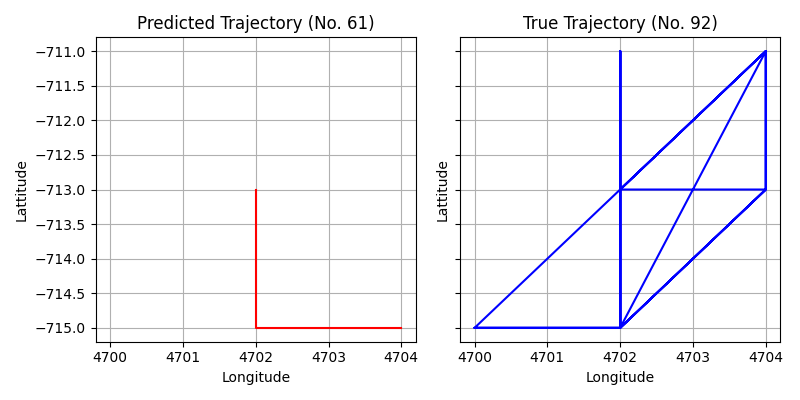 Predicted Trajectory (No. 61)
True Trajectory (No. 92)
Lattitude
−711.0
−711.5
−712.0
−712.5
−713.0
−713.5
−714.0
−714.5
−715.0
4700 4701 4702 4703 4704
Longitude
Lattitude
4700 4701 4702 4703 4704
Longitude